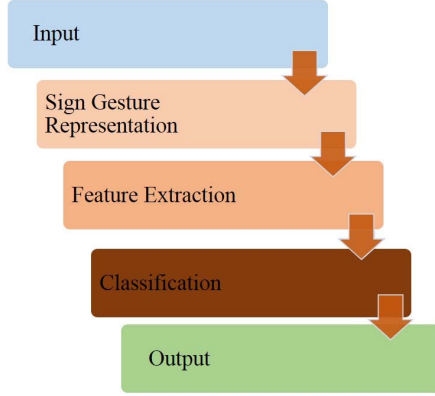 Input
Sign Gesture
Representation
Feature Extraction
Classification
Output